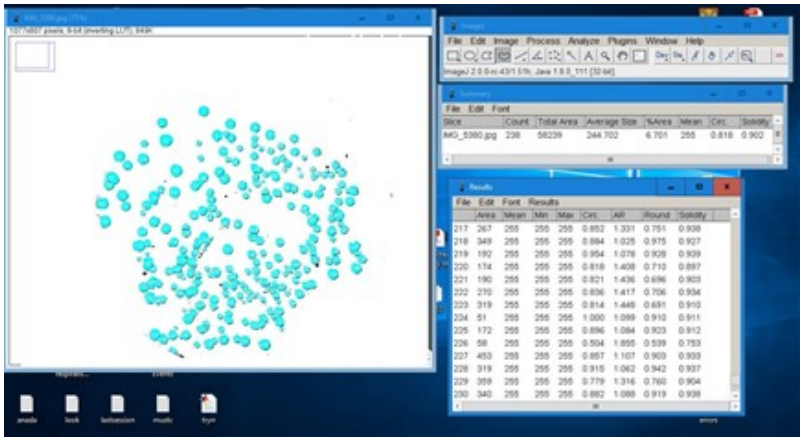 IMG_5380.jpg (75%)
1077x807 pixels; 8-bit (inverting LUT); 849K
ImageJ
File Edit Image Process Analyze Plugins Window Help
ImageJ 2.0.0-rc-43/1.51h; Java 1.8.0_111 [32-bit];
Summary
File Edit Font
Slice Count Total Area Average Size %Area Mean Circ. Solidity
IMG_5380.jpg 238 58239 244.702 6.701 255 0.818 0.902
Results
File Edit Font Results
Area Mean Min Max Circ. AR Round Solidity
217 267 255 255 255 0.852 1.331 0.751 0.938
218 349 255 255 255 0.884 1.025 0.975 0.927
219 192 255 255 255 0.954 1.078 0.928 0.939
220 174 255 255 255 0.818 1.408 0.710 0.897
221 190 255 255 255 0.821 1.436 0.696 0.903
222 270 255 255 255 0.836 1.417 0.706 0.934
223 319 255 255 255 0.814 1.448 0.691 0.910
224 51 255 255 255 1.000 1.099 0.910 0.911
225 172 255 255 255 0.896 1.084 0.923 0.912
226 58 255 255 255 0.504 1.855 0.539 0.753
227 453 255 255 255 0.857 1.107 0.903 0.933
228 319 255 255 255 0.915 1.062 0.942 0.937
229 359 255 255 255 0.779 1.316 0.760 0.904
230 340 255 255 255 0.882 1.088 0.919 0.938
anada look lastsession music tryrr
errors